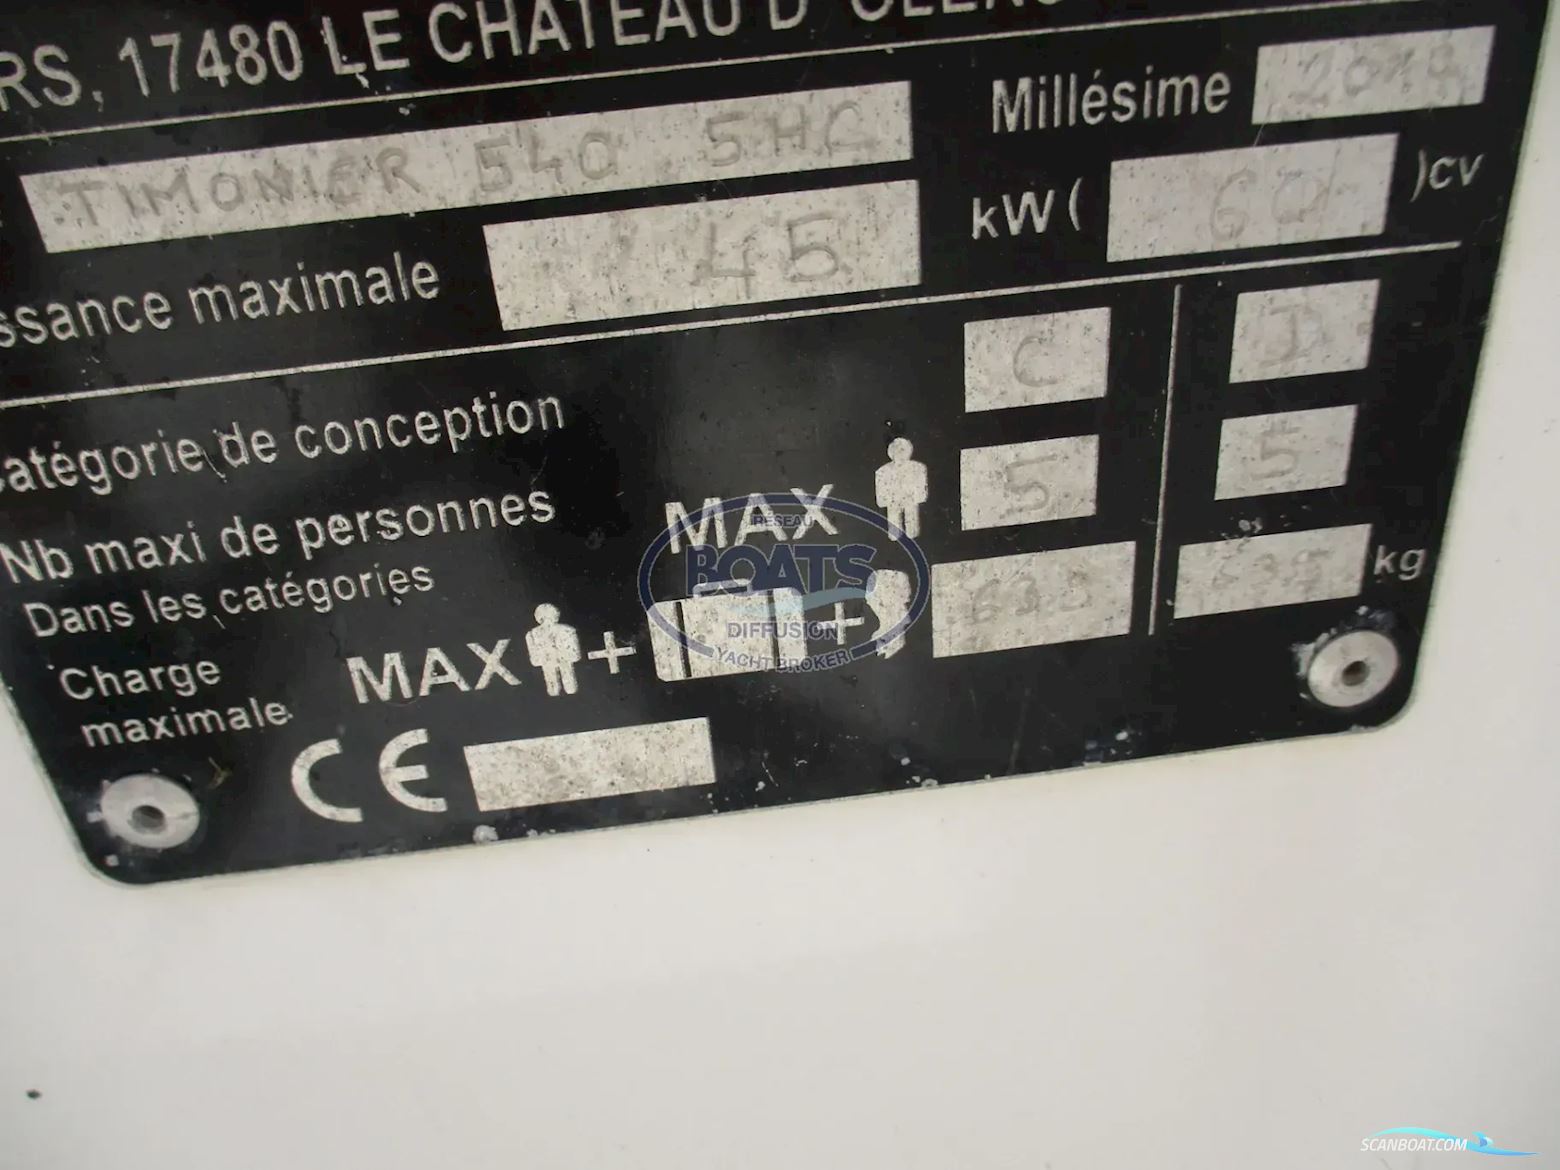 RS, 17480 LE CHATEAU D'
TIMONIER 540 5HC Millésime
ssance maximale 45 kW ( 60 )cv
catégorie de conception C D
Nb maxi de personnes MAX 5 5
Dans les catégories
Charge maximale MAX + + kg
CE
RESEAU
BOATS
DIFFUSION
YACHT BROKER
SCANBOAT.COM